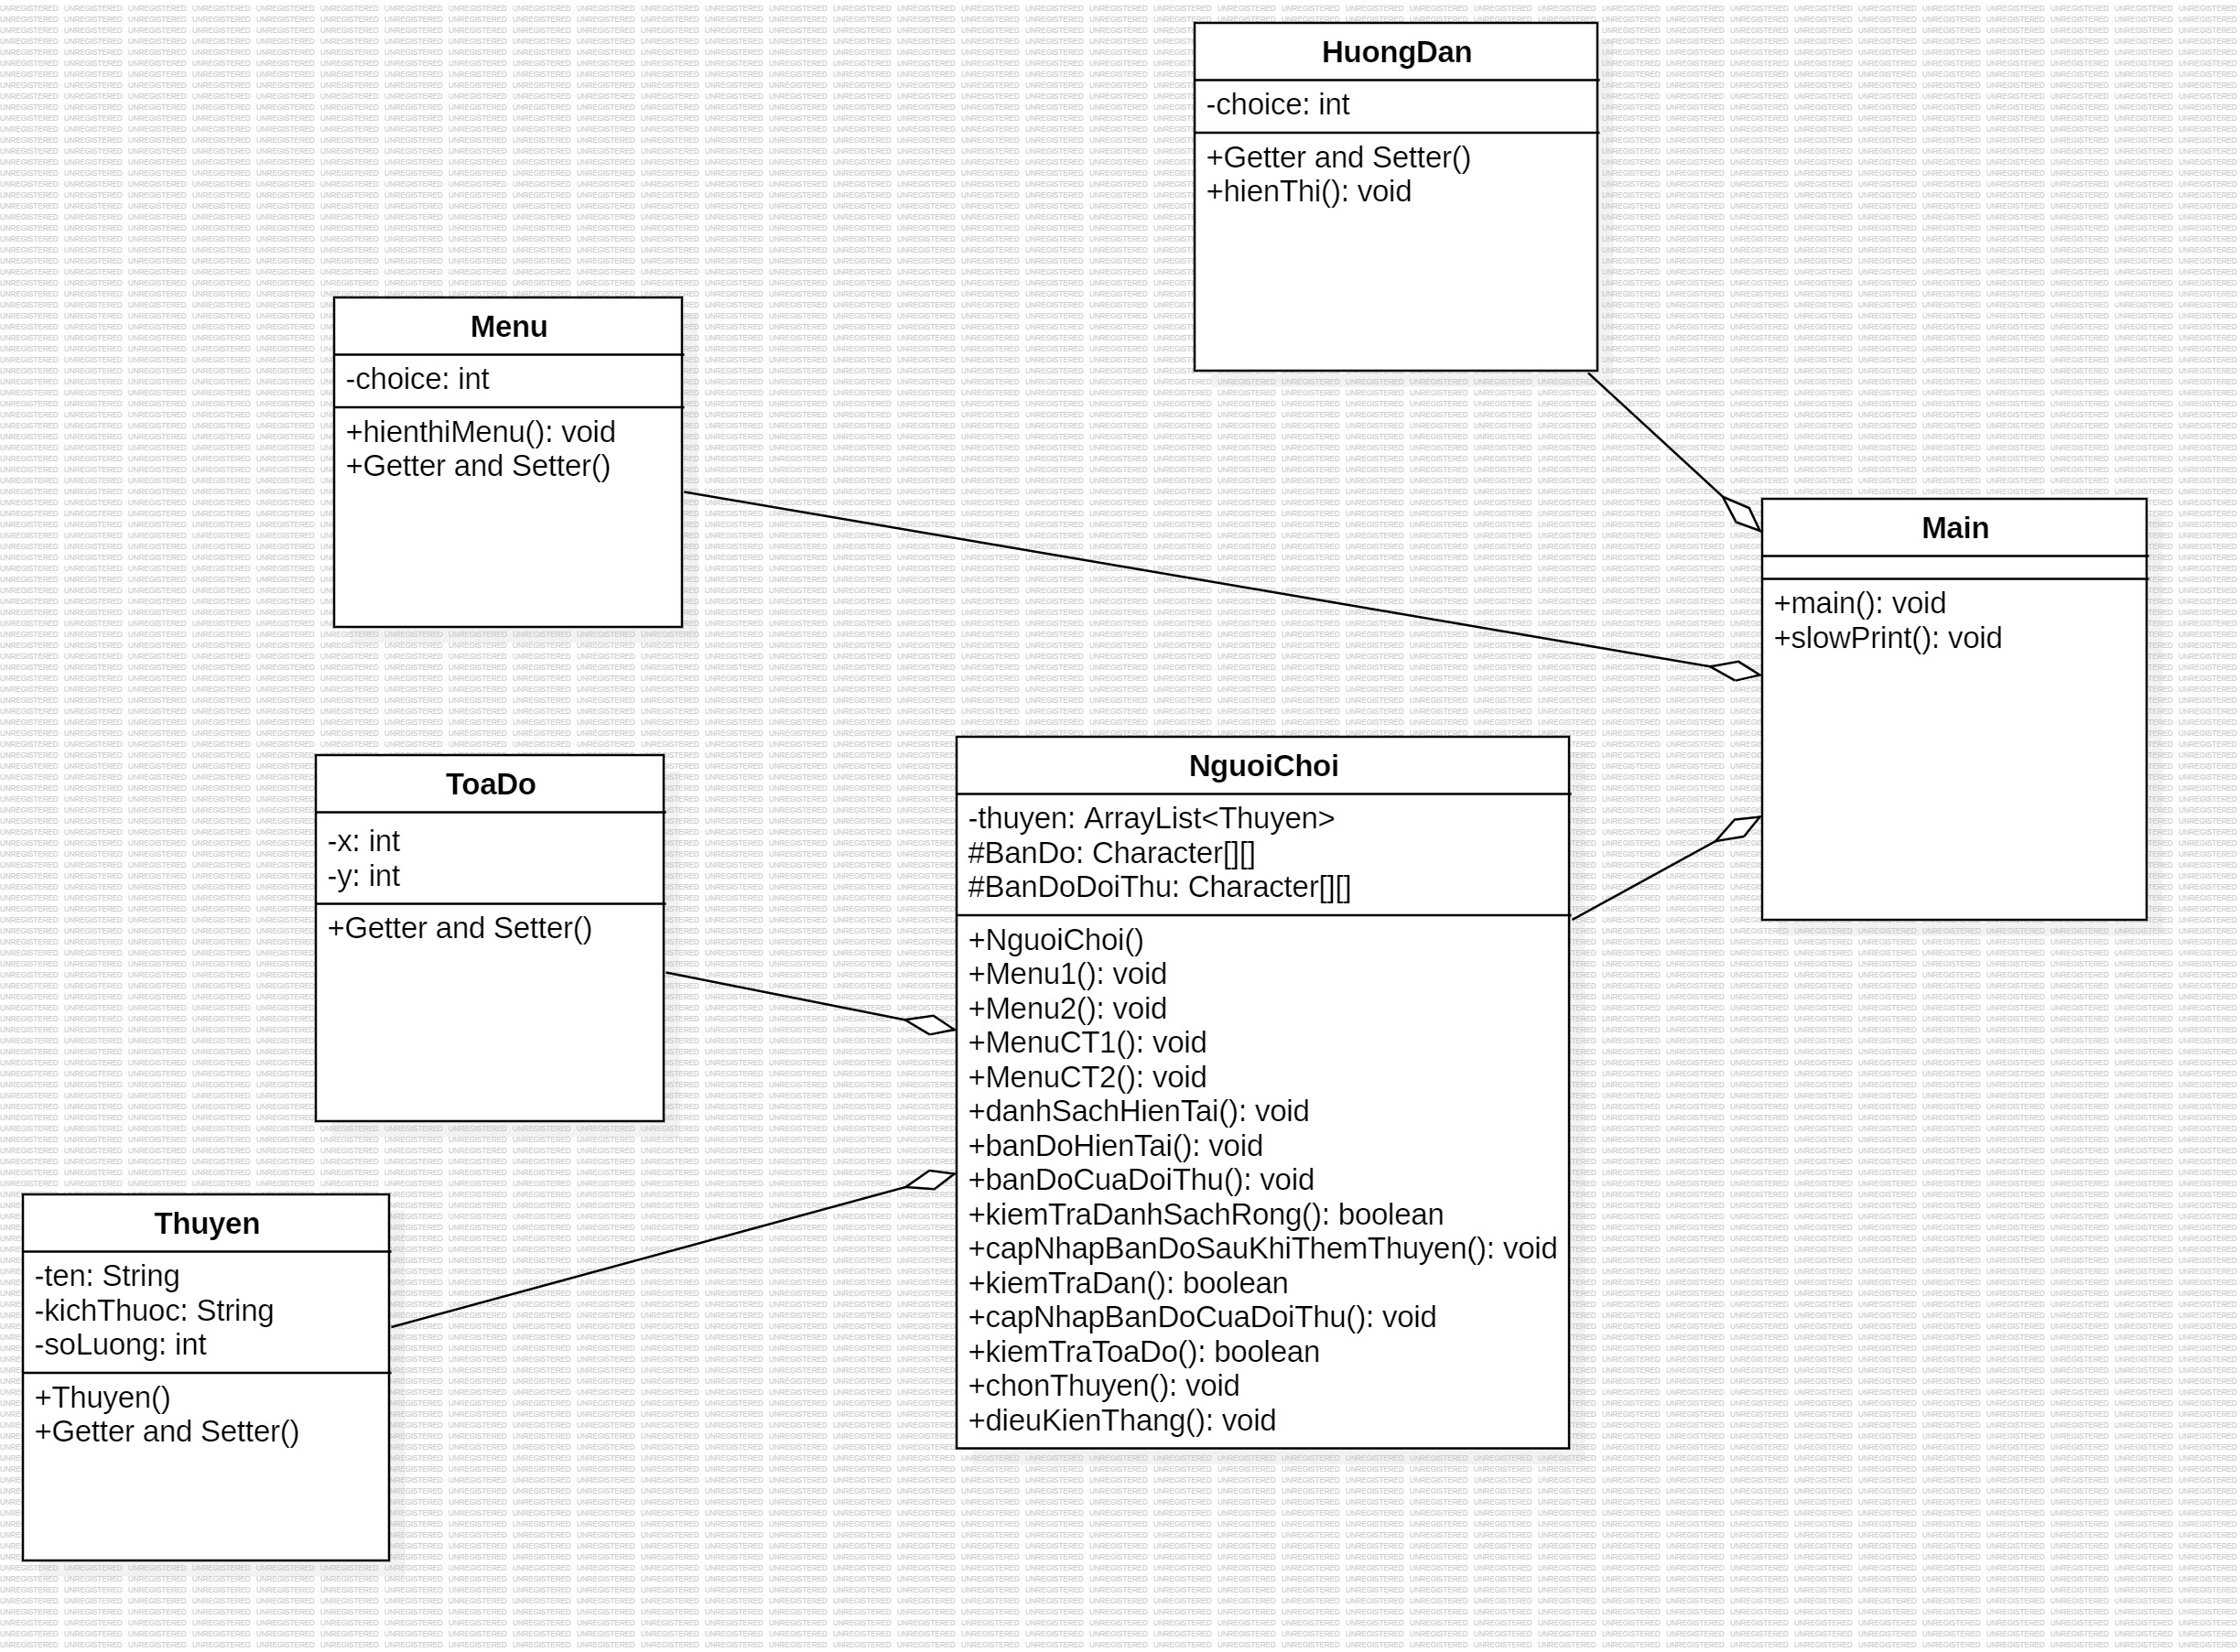 HuongDan
-choice: int
+Getter and Setter()
+hienThi(): void
Menu
-choice: int
+hienthiMenu(): void
+Getter and Setter()
Main
+main(): void
+slowPrint(): void
ToaDo
-x: int
-y: int
+Getter and Setter()
NguoiChoi
-thuyen: ArrayList<Thuyen>
#BanDo: Character[][]
#BanDoDoiThu: Character[][]
+NguoiChoi()
+Menu1(): void
+Menu2(): void
+MenuCT1(): void
+MenuCT2(): void
+danhSachHienTai(): void
+banDoHienTai(): void
+banDoCuaDoiThu(): void
+kiemTraDanhSachRong(): boolean
+capNhapBanDoSauKhiThemThuyen(): void
+kiemTraDan(): boolean
+capNhapBanDoCuaDoiThu(): void
+kiemTraToaDo(): boolean
+chonThuyen(): void
+dieuKienThang(): void
Thuyen
-ten: String
-kichThuoc: String
-soLuong: int
+Thuyen()
+Getter and Setter()
UNREGISTERED